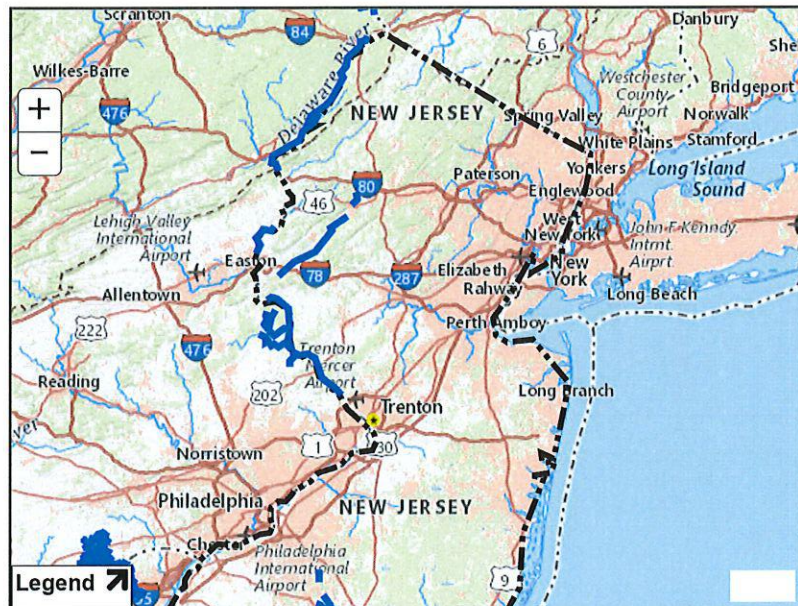 Scranton
84
6
Danbury
Wilkes-Barre
Delaware River
476
NEW JERSEY
Westchester
County
Airport
Bridgeport
Spring Valley
Norwalk
+
−
White Plains
Stamford
Yonkers
80
46
Paterson
Long Island
Sound
Englewood
Lehigh Valley
International
Airport
West
New York
John F Kenndy.
Intrnt.
Airprt.
Easton
78
287
Elizabeth
New
York
Rahway
Allentown
Long Beach
222
476
Perth Amboy
Trenton
Mercer
Airport
Reading
202
Trenton
Long Branch
1
30
Norristown
Philadelphia
NEW JERSEY
Chester
Philadelphia
International
Airport
Legend
9